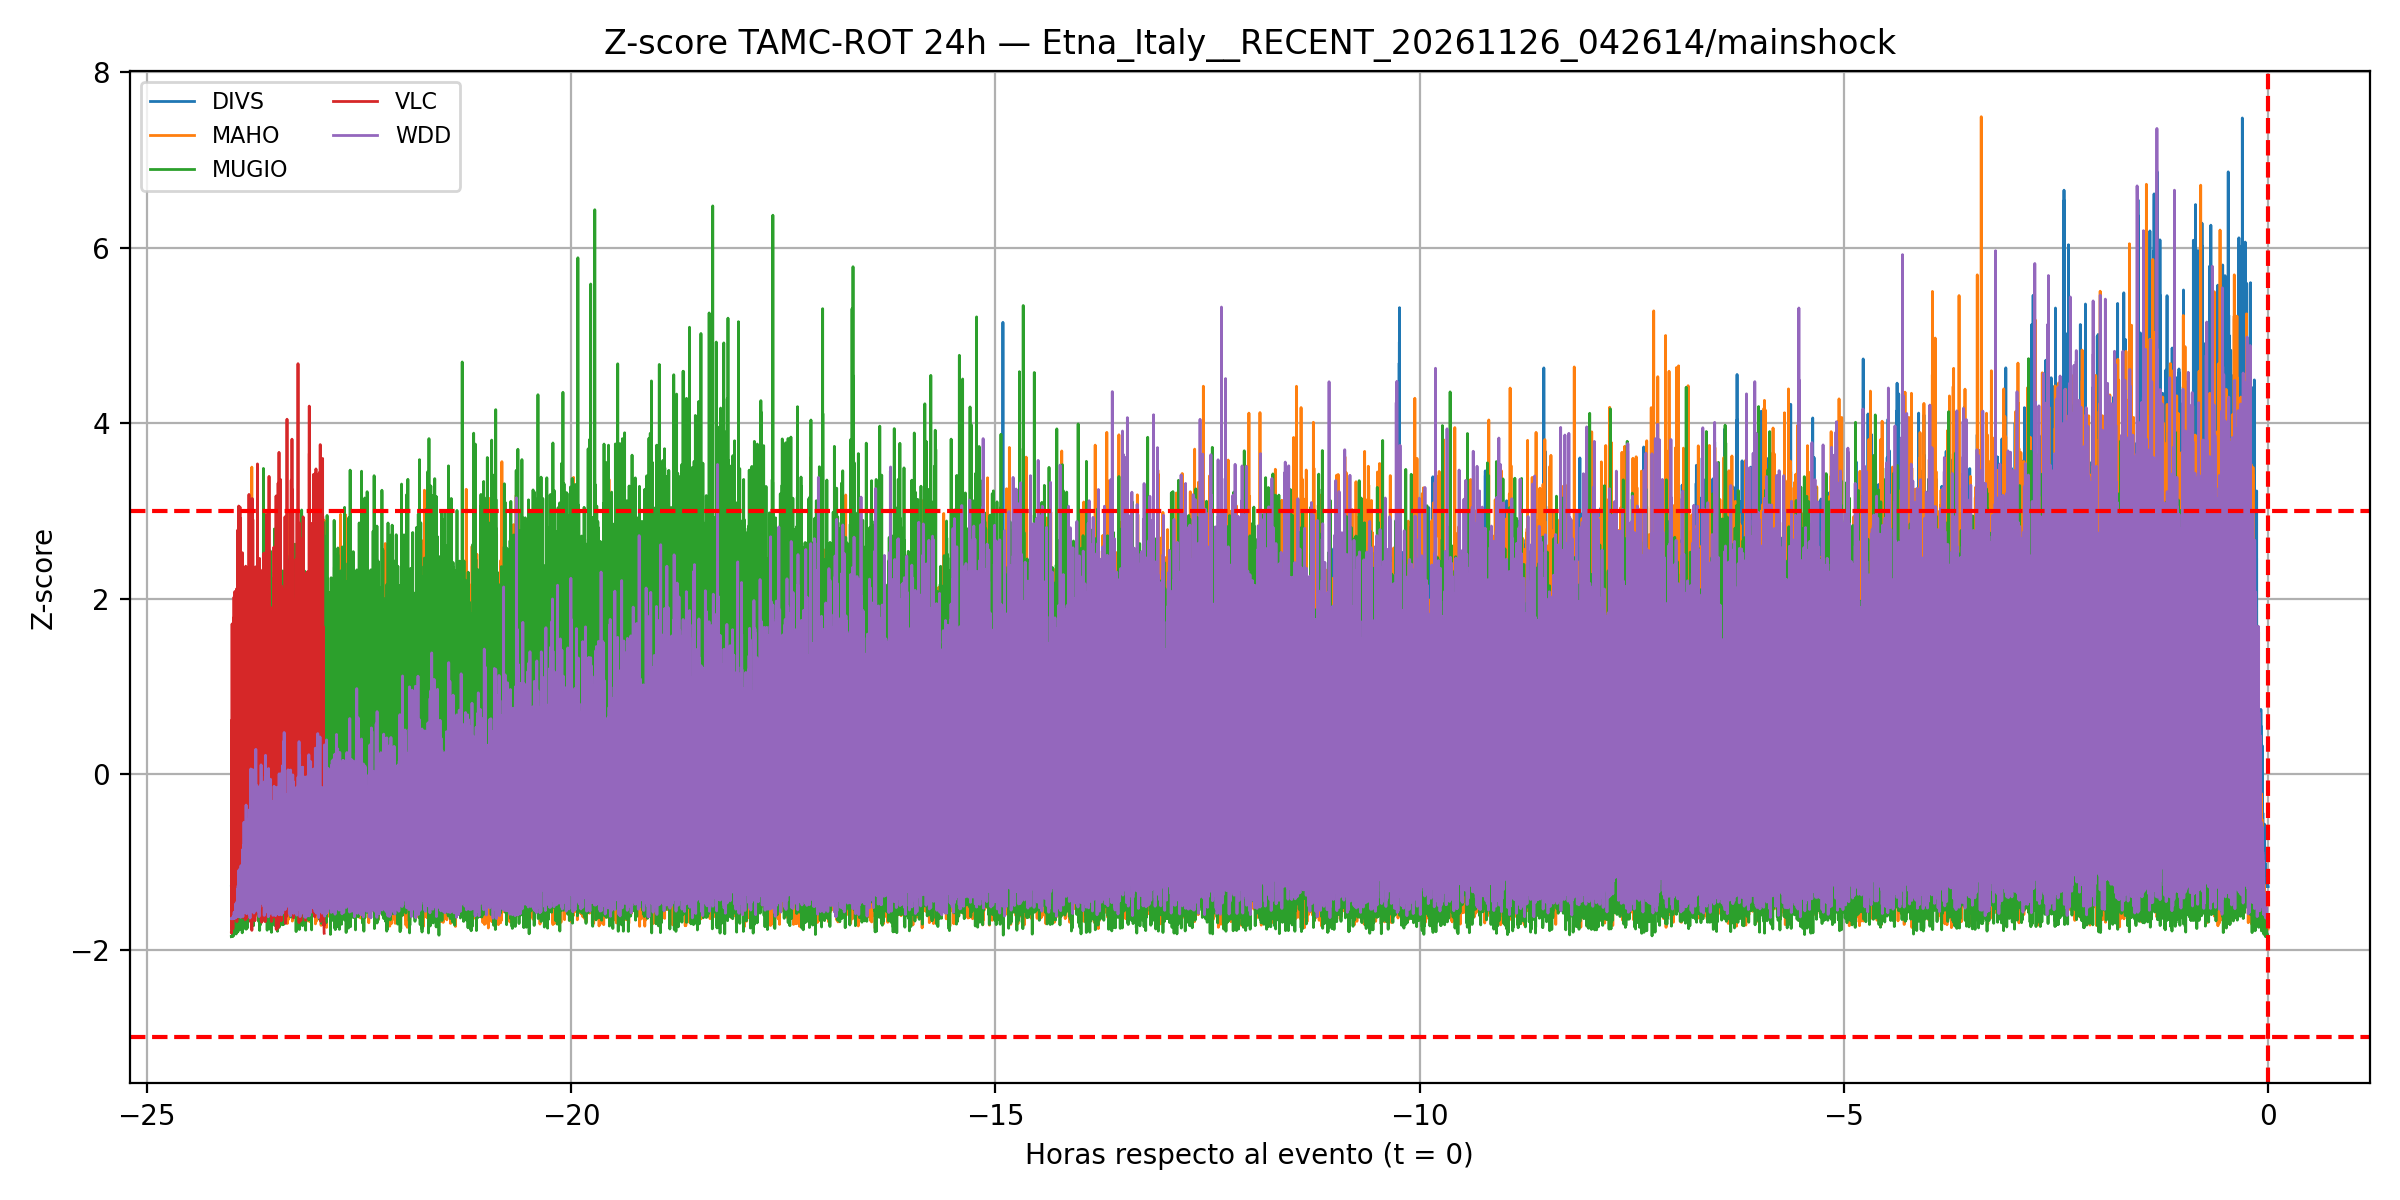 Z-score TAMC-ROT 24h — Etna_Italy__RECENT_20261126_042614/mainshock
DIVS
MAHO
MUGIO
VLC
WDD
8
6
4
2
0
−2
Z-score
−25
−20
−15
−10
−5
0
Horas respecto al evento (t = 0)